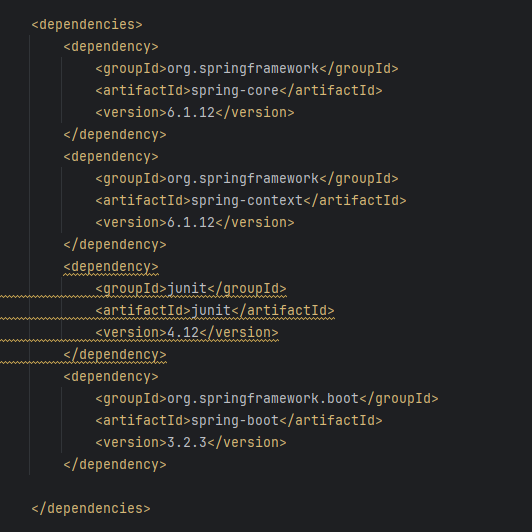 <dependencies>
<dependency>
<groupId>org.springframework</groupId>
<artifactId>spring-core</artifactId>
<version>6.1.12</version>
</dependency>
<dependency>
<groupId>org.springframework</groupId>
<artifactId>spring-context</artifactId>
<version>6.1.12</version>
</dependency>
<dependency>
<groupId>junit</groupId>
<artifactId>junit</artifactId>
<version>4.12</version>
</dependency>
<dependency>
<groupId>org.springframework.boot</groupId>
<artifactId>spring-boot</artifactId>
<version>3.2.3</version>
</dependency>
</dependencies>